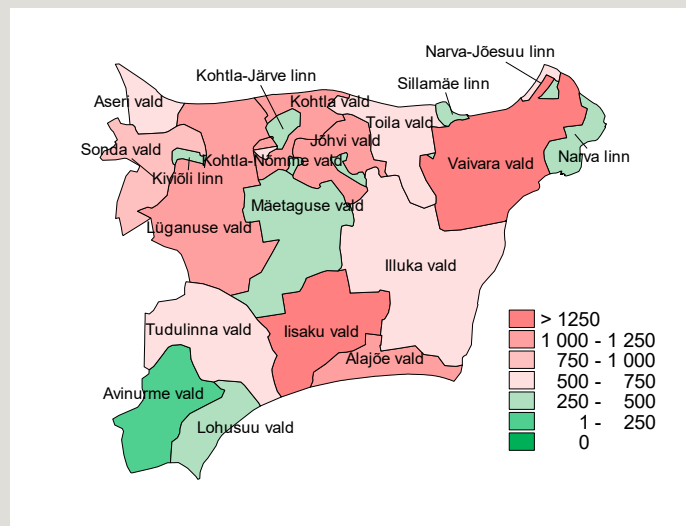 Narva-Jõesuu linn
Kohtla-Järve linn
Sillamäe linn
Aseri vald
Kohtla vald
Toila vald
Jõhvi vald
Sonda vald
Kohtla-Nõmme vald
Vaivara vald
Narva linn
Kiviõli linn
Mäetaguse vald
Lüganuse vald
Illuka vald
Tudulinna vald
Iisaku vald
Alajõe vald
Avinurme vald
Lohusuu vald
> 1250
1 000 - 1 250
750 - 1 000
500 - 750
250 - 500
1 - 250
0